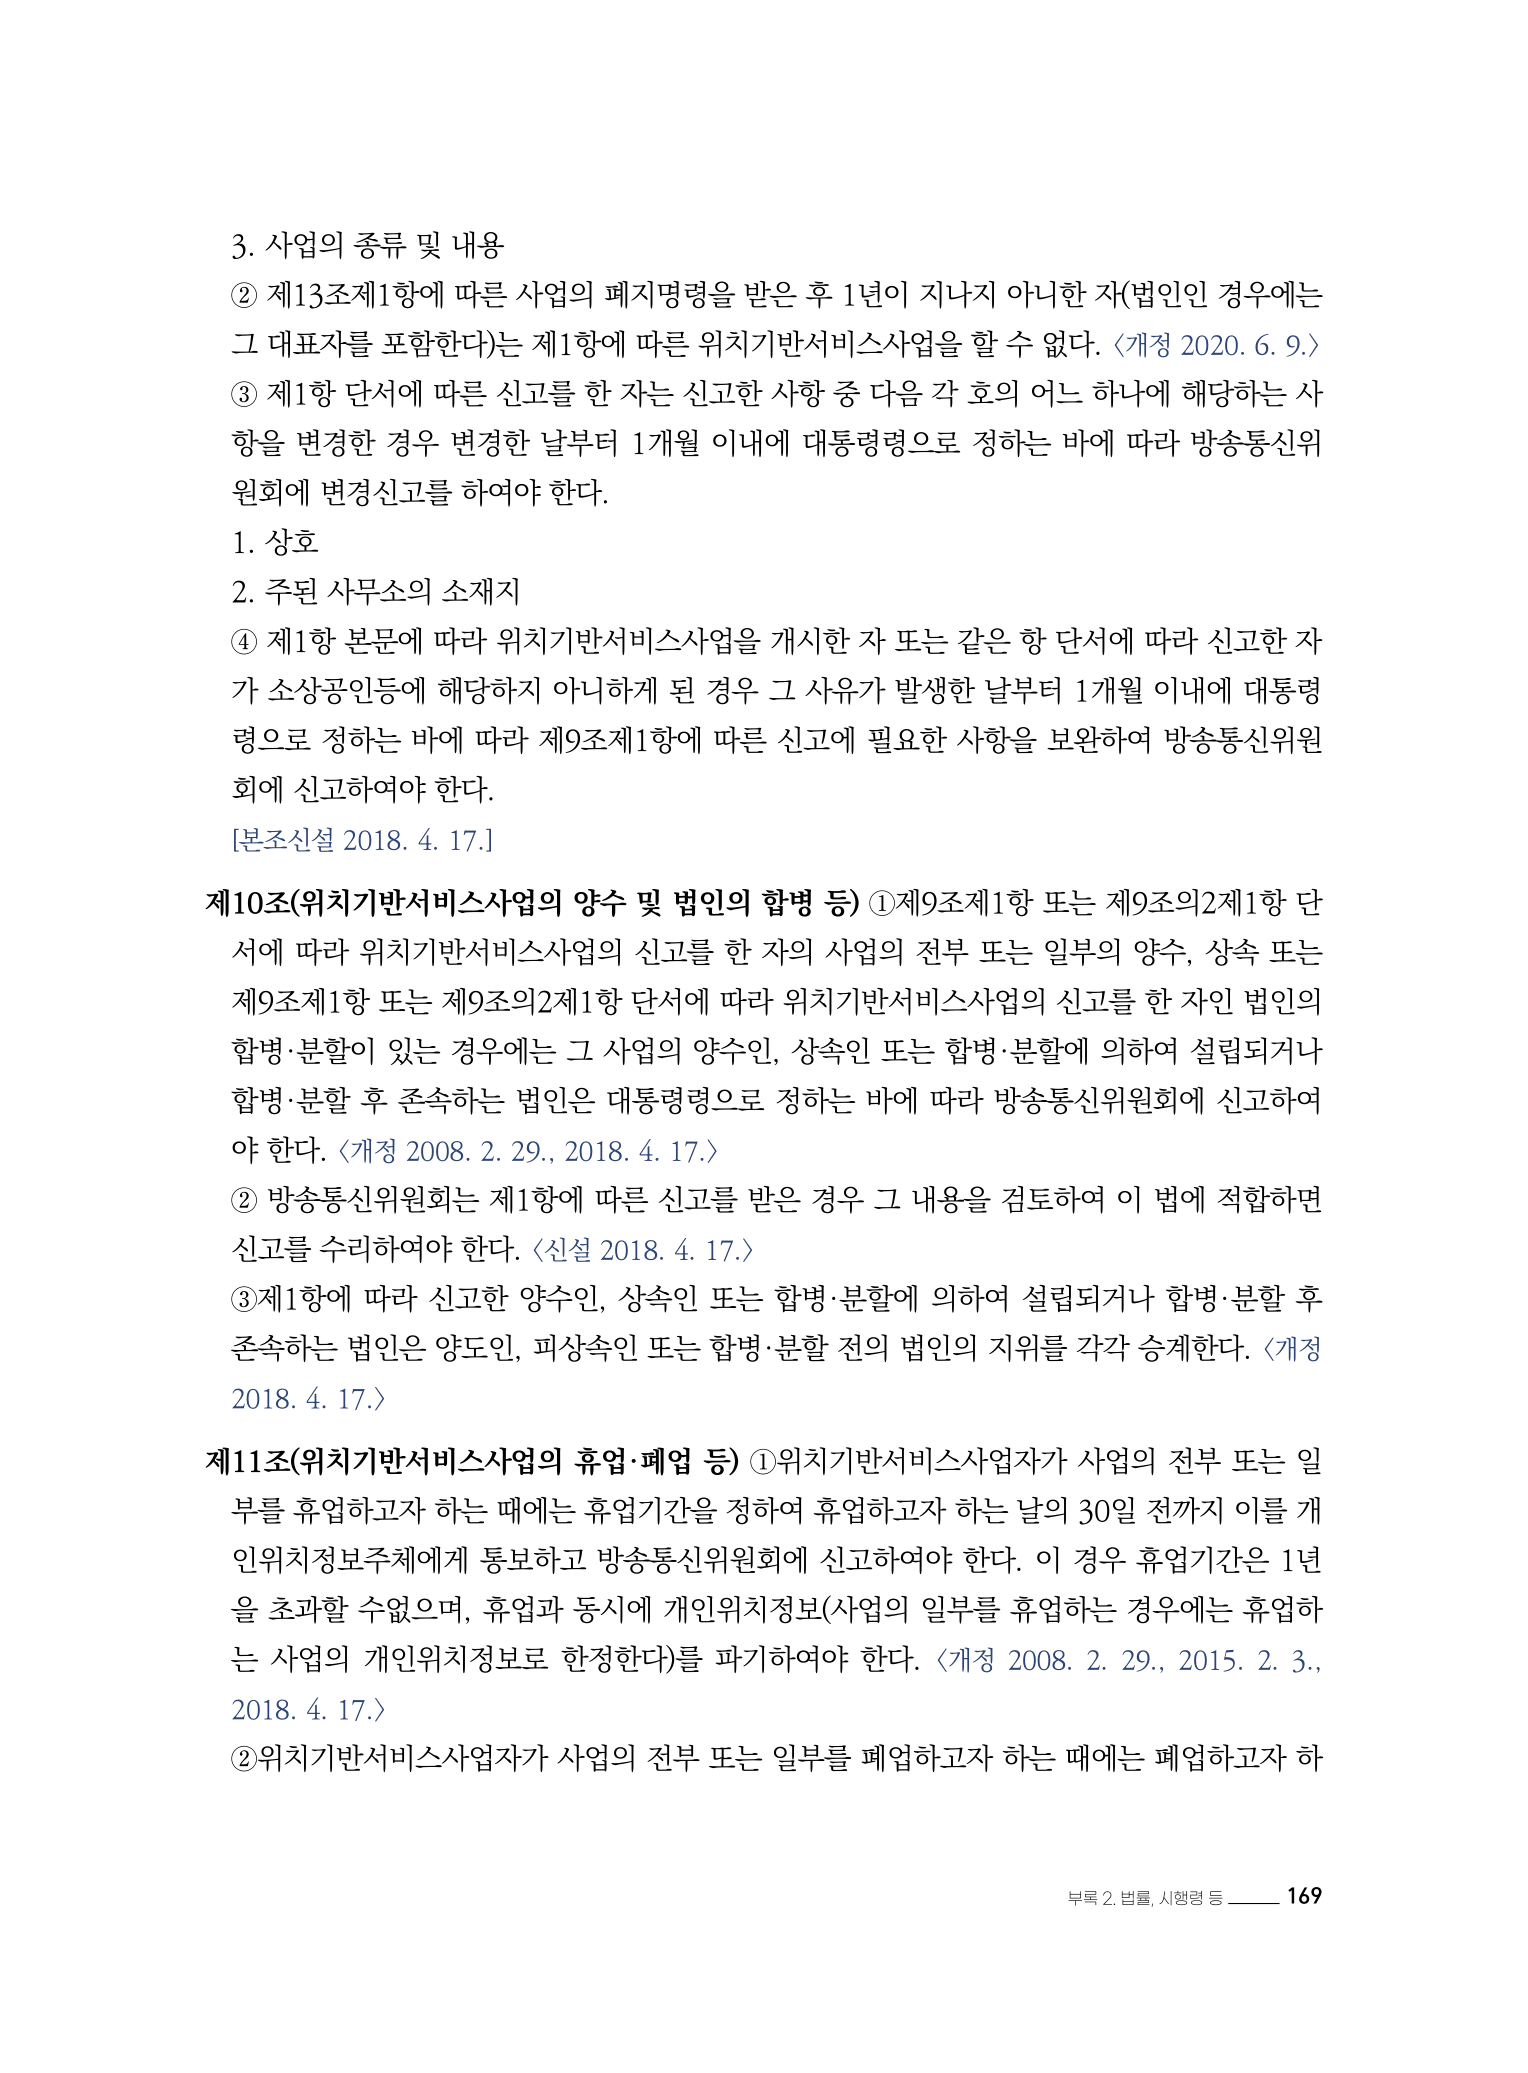 3. 사업의 종류 및 내용
② 제13조제1항에 따른 사업의 폐지명령을 받은 후 1년이 지나지 아니한 자(법인인 경우에는
그 대표자를 포함한다)는 제1항에 따른 위치기반서비스사업을 할 수 없다. 〈개정 2020. 6. 9.〉
③ 제1항 단서에 따른 신고를 한 자는 신고한 사항 중 다음 각 호의 어느 하나에 해당하는 사
항을 변경한 경우 변경한 날부터 1개월 이내에 대통령령으로 정하는 바에 따라 방송통신위
원회에 변경신고를 하여야 한다.
1. 상호
2. 주된 사무소의 소재지
④ 제1항 본문에 따라 위치기반서비스사업을 개시한 자 또는 같은 항 단서에 따라 신고한 자
가 소상공인등에 해당하지 아니하게 된 경우 그 사유가 발생한 날부터 1개월 이내에 대통령
령으로 정하는 바에 따라 제9조제1항에 따른 신고에 필요한 사항을 보완하여 방송통신위원
회에 신고하여야 한다.
[본조신설 2018. 4. 17.]
제10조(위치기반서비스사업의 양수 및 법인의 합병 등) ①제9조제1항 또는 제9조의2제1항 단
서에 따라 위치기반서비스사업의 신고를 한 자의 사업의 전부 또는 일부의 양수, 상속 또는
제9조제1항 또는 제9조의2제1항 단서에 따라 위치기반서비스사업의 신고를 한 자인 법인의
합병·분할이 있는 경우에는 그 사업의 양수인, 상속인 또는 합병·분할에 의하여 설립되거나
합병·분할 후 존속하는 법인은 대통령령으로 정하는 바에 따라 방송통신위원회에 신고하여
야 한다. 〈개정 2008. 2. 29., 2018. 4. 17.〉
② 방송통신위원회는 제1항에 따른 신고를 받은 경우 그 내용을 검토하여 이 법에 적합하면
신고를 수리하여야 한다. 〈신설 2018. 4. 17.〉
③제1항에 따라 신고한 양수인, 상속인 또는 합병·분할에 의하여 설립되거나 합병·분할 후
존속하는 법인은 양도인, 피상속인 또는 합병·분할 전의 법인의 지위를 각각 승계한다. 〈개정
2018. 4. 17.〉
제11조(위치기반서비스사업의 휴업·폐업 등) ①위치기반서비스사업자가 사업의 전부 또는 일
부를 휴업하고자 하는 때에는 휴업기간을 정하여 휴업하고자 하는 날의 30일 전까지 이를 개
인위치정보주체에게 통보하고 방송통신위원회에 신고하여야 한다. 이 경우 휴업기간은 1년
을 초과할 수없으며, 휴업과 동시에 개인위치정보(사업의 일부를 휴업하는 경우에는 휴업하
는 사업의 개인위치정보로 한정한다)를 파기하여야 한다. 〈개정 2008. 2. 29., 2015. 2. 3.,
2018. 4. 17.〉
②위치기반서비스사업자가 사업의 전부 또는 일부를 폐업하고자 하는 때에는 폐업하고자 하
부록 2. 법률, 시행령 등 169